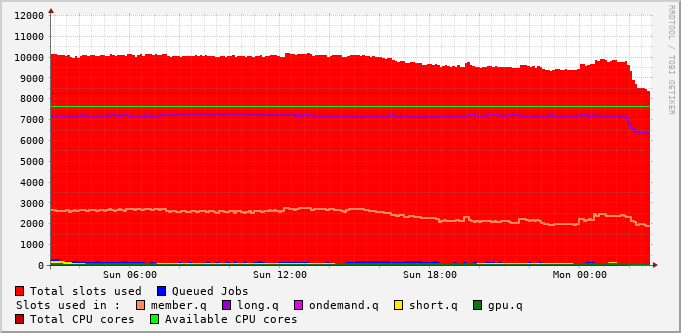 12000
11000
10000
9000
8000
7000
6000
5000
4000
3000
2000
1000
0
Sun 06:00 Sun 12:00 Sun 18:00 Mon 00:00
RRDTOOL / TOBI OETIKER
Total slots used Queued Jobs
Slots used in : member.q long.q ondemand.q short.q gpu.q
Total CPU cores Available CPU cores